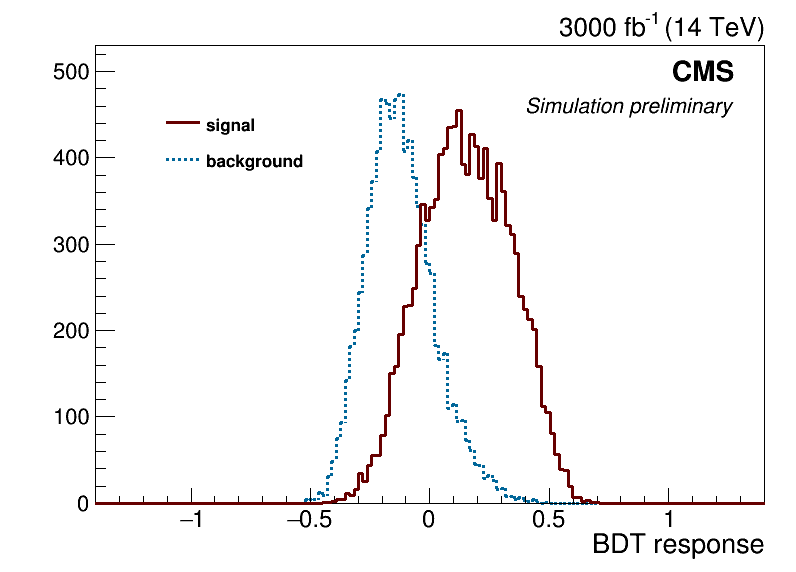 3000 fb⁻¹ (14 TeV)
CMS
Simulation preliminary
signal
background
500
400
300
200
100
0
−1 −0.5 0 0.5 1
BDT response